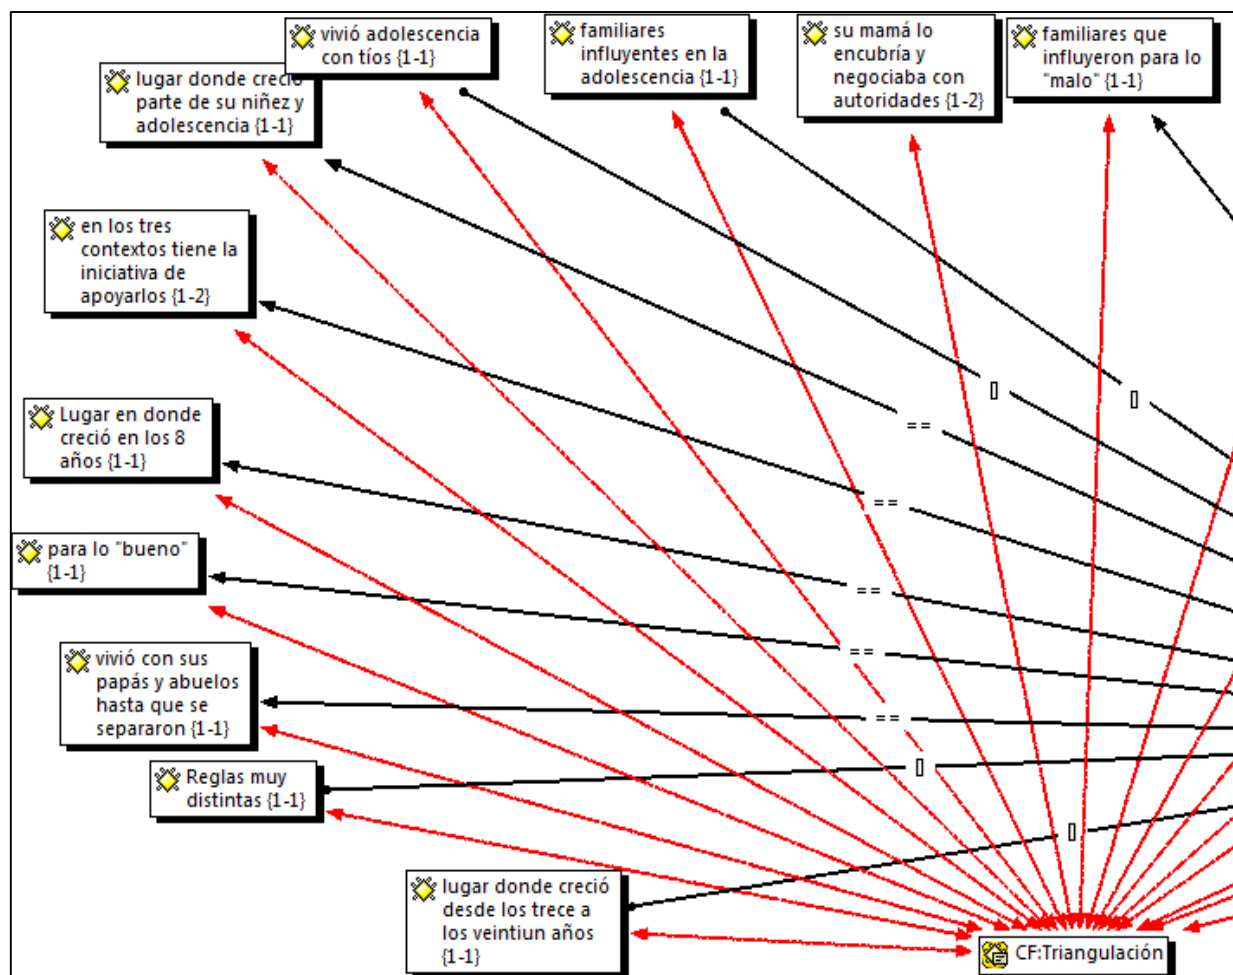 vivió adolescencia
con tíos {1-1}
familiares
influyentes en la
adolescencia {1-1}
su mamá lo
encubría y
negociaba con
autoridades {1-2}
familiares que
influyeron para lo
"malo" {1-1}
lugar donde creció
parte de su niñez y
adolescencia {1-1}
en los tres
contextos tiene la
iniciativa de
apoyarlos {1-2}
[]
[]
==
Lugar en donde
creció en los 8
años {1-1}
==
para lo "bueno"
{1-1}
==
vivió con sus
papás y abuelos
hasta que se
separaron {1-1}
==
==
Reglas muy
distintas {1-1}
[]
[]
lugar donde creció
desde los trece a
los veintiun años
{1-1}
CF:Triangulación